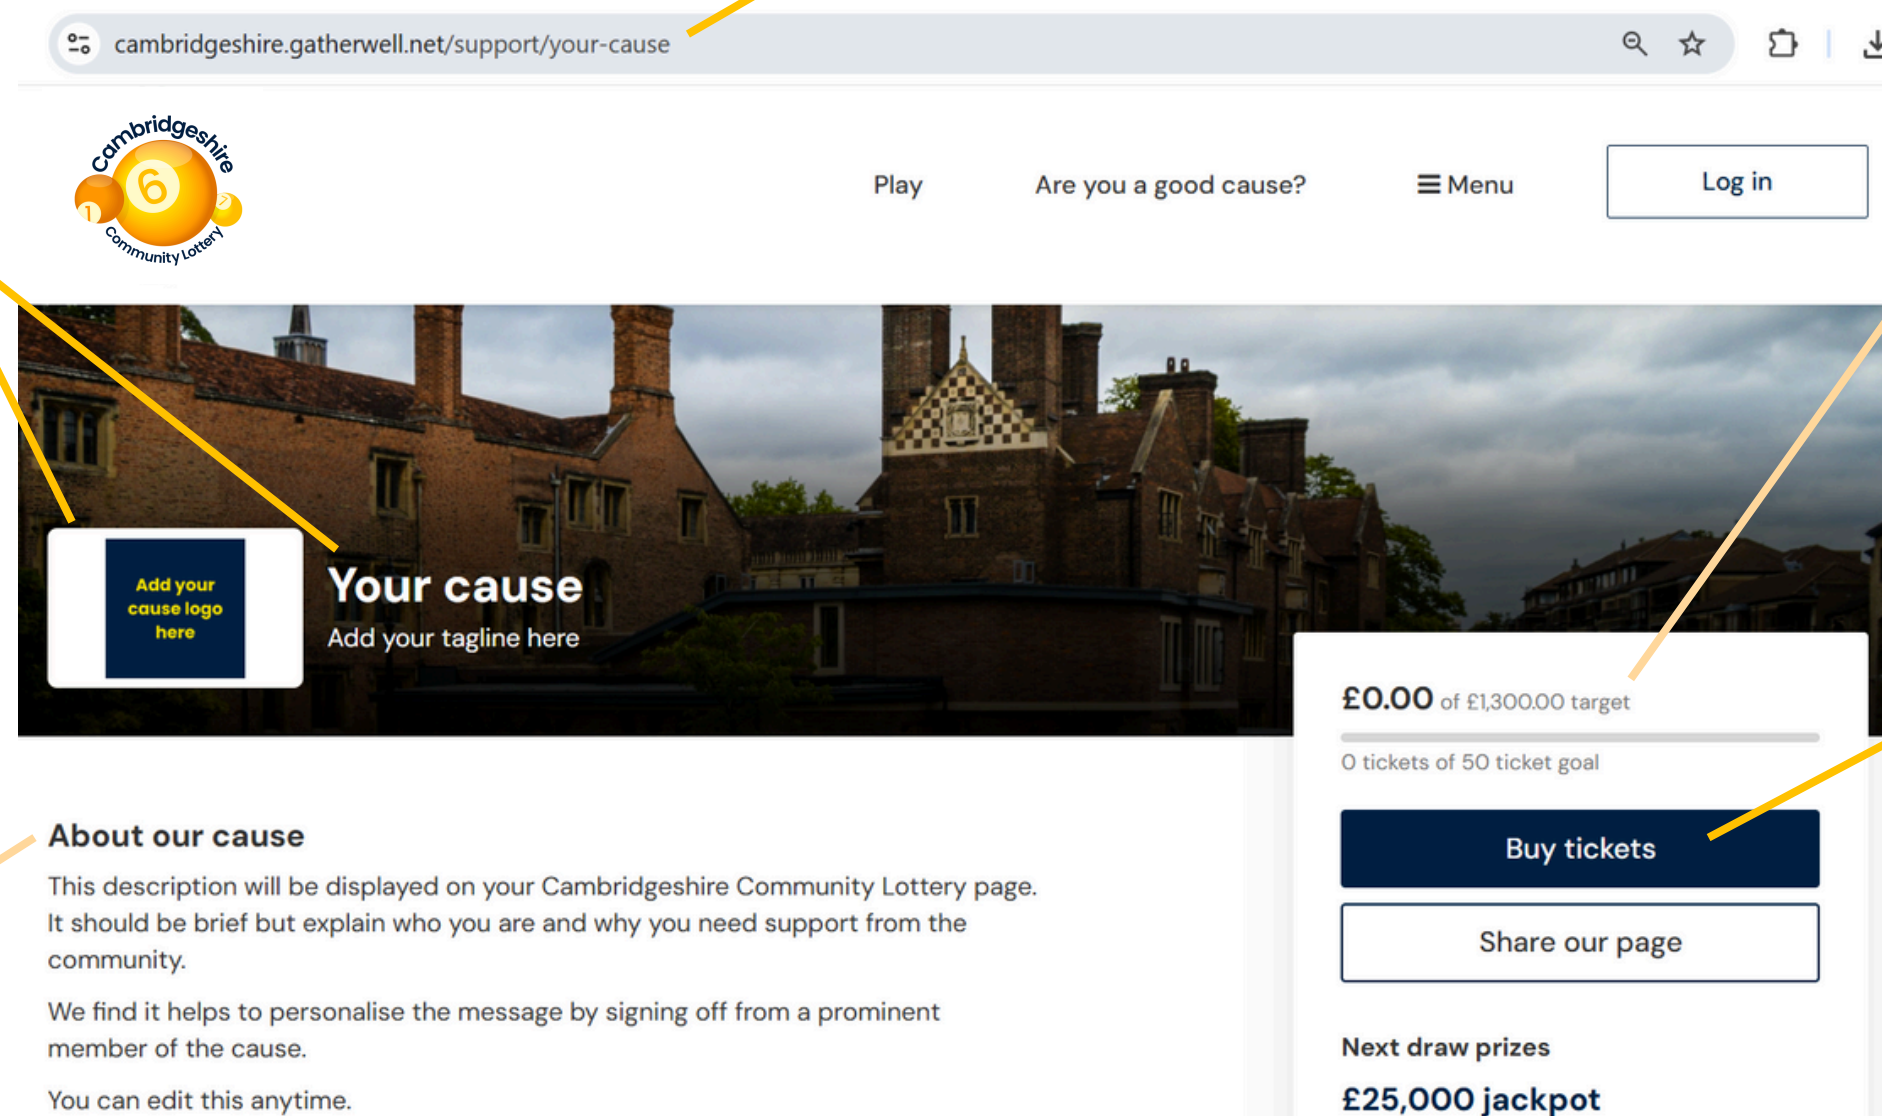 cambridgeshire.gatherwell.net/support/your-cause
Cambridgeshire
6
1
7
Community Lottery
Play
Are you a good cause?
Menu
Log in
Add your
cause logo
here
Your cause
Add your tagline here
£0.00 of £1,300.00 target
0 tickets of 50 ticket goal
Buy tickets
Share our page
Next draw prizes
£25,000 jackpot
About our cause
This description will be displayed on your Cambridgeshire Community Lottery page.
It should be brief but explain who you are and why you need support from the
community.
We find it helps to personalise the message by signing off from a prominent
member of the cause.
You can edit this anytime.